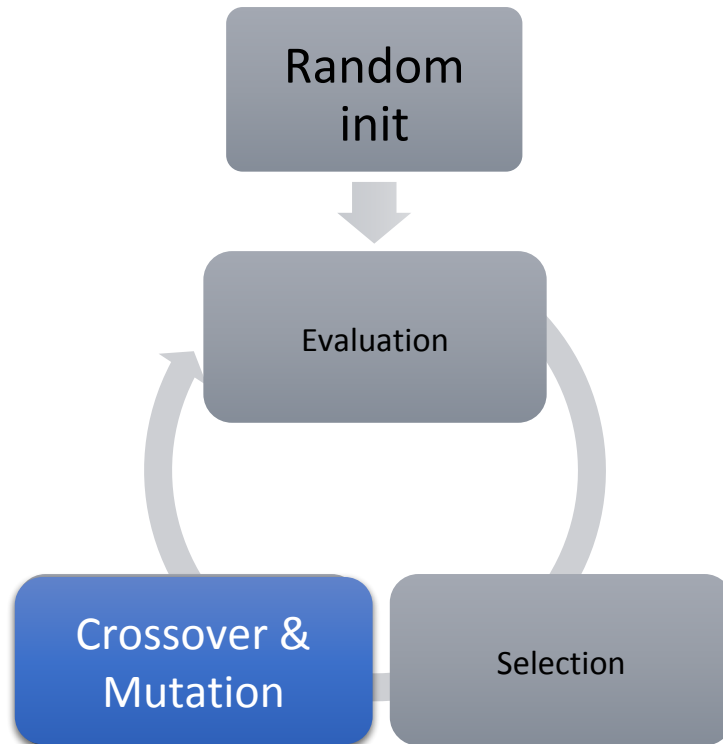 Random
init
Evaluation
Crossover &
Mutation
Selection